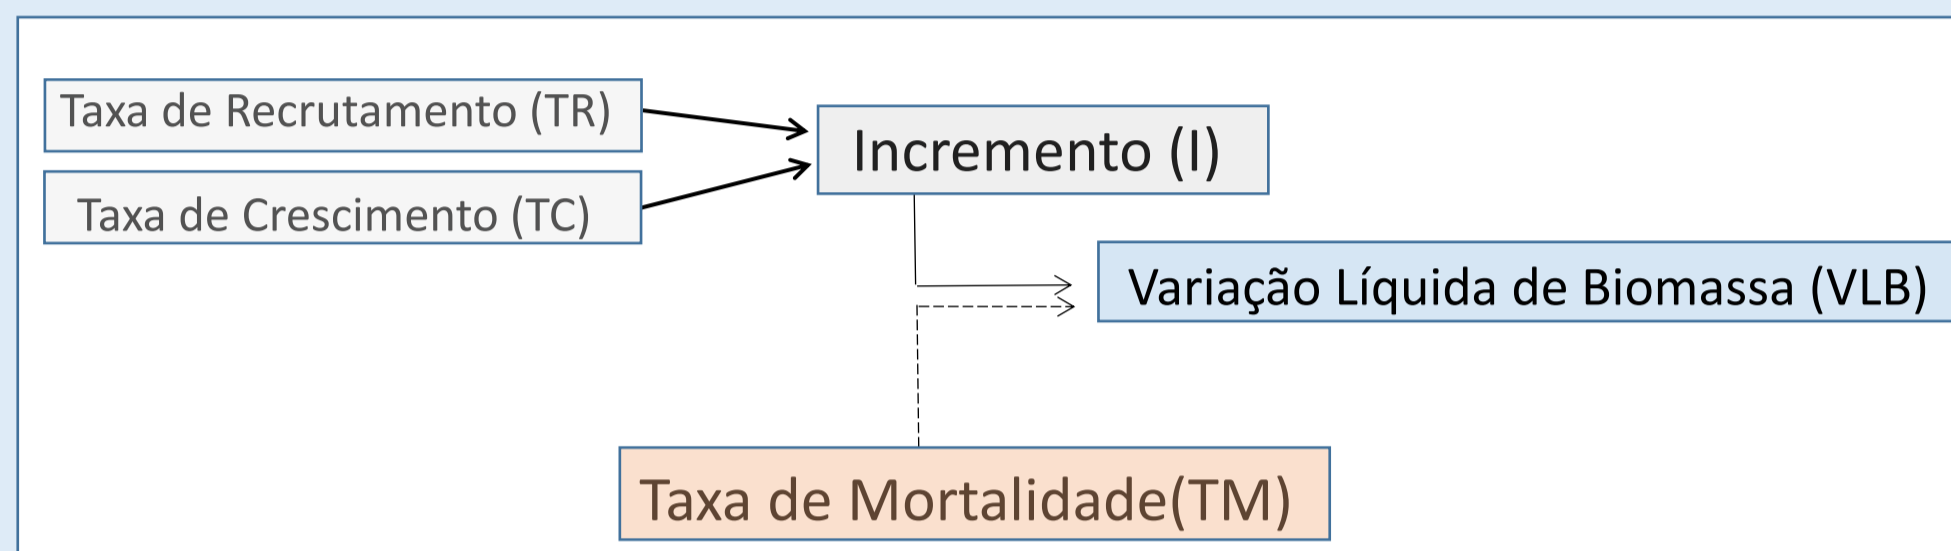 Taxa de Recrutamento (TR)
Incremento (I)
Taxa de Crescimento (TC)
Variação Líquida de Biomassa (VLB)
Taxa de Mortalidade(TM)